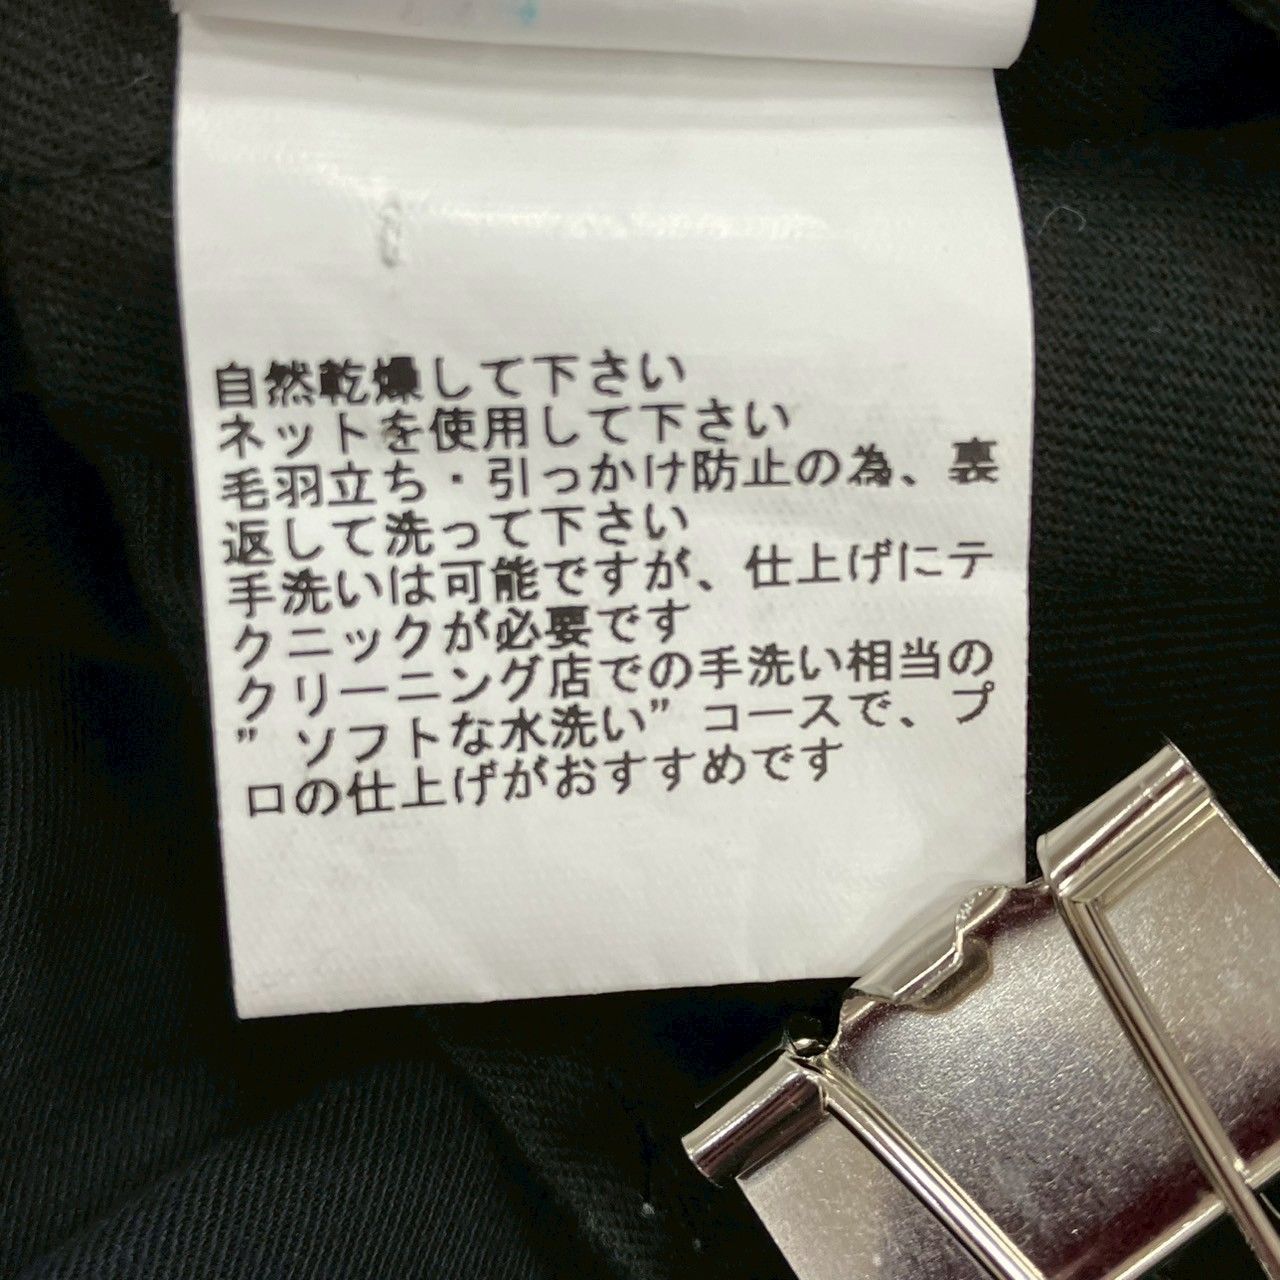 自然乾燥して下さい
ネットを使用して下さい
毛羽立ち・引っかけ防止の為、裏
返して洗って下さい
手洗いは可能ですが、仕上げにテ
クニックが必要です
クリーニング店での手洗い相当の
”ソフトな水洗い”コースで、プ
ロの仕上げがおすすめです